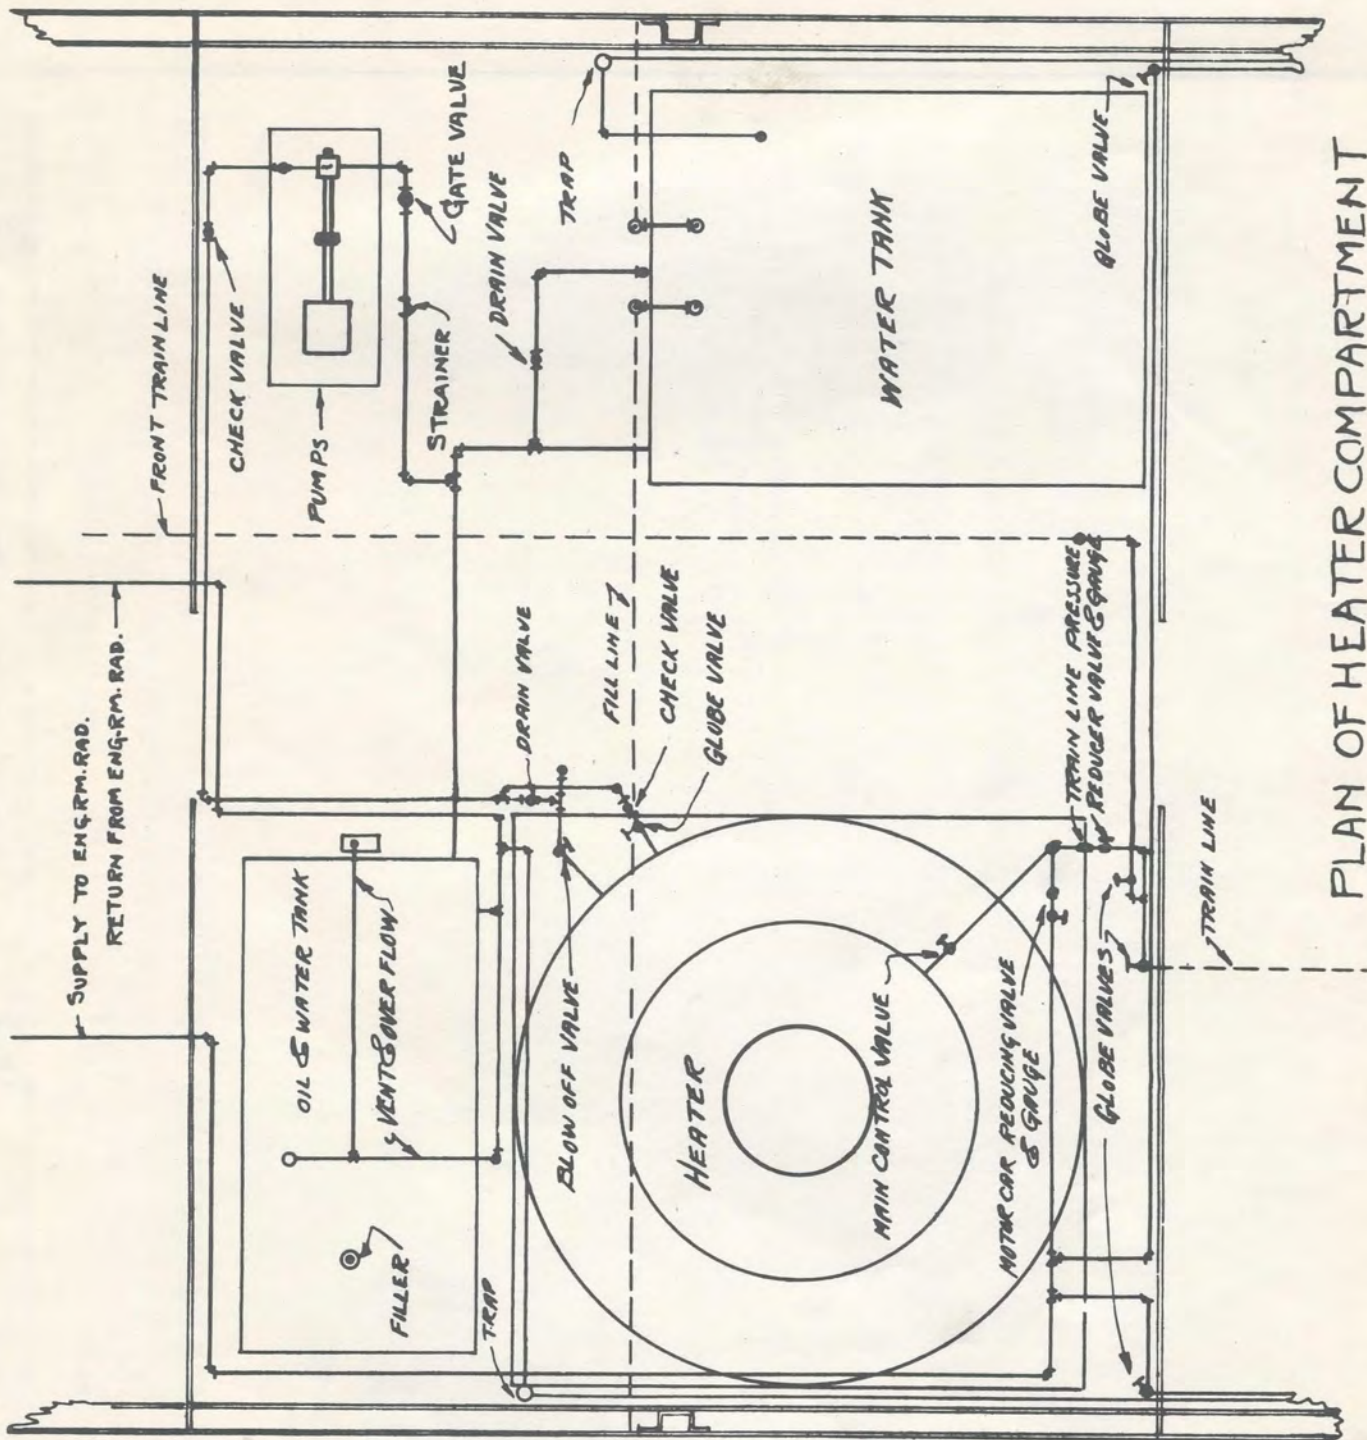 SUPPLY TO ENG.RM.RAD.
RETURN FROM ENG.RM.RAD.
FRONT TRAIN LINE
CHECK VALVE
PUMPS
GATE VALVE
STRAINER
DRAIN VALVE
TRAP
WATER TANK
GLOBE VALVE
OIL & WATER TANK
VENT & OVER FLOW
FILLER
TRAP
DRAIN VALVE
FILL LINE
CHECK VALVE
GLOBE VALVE
BLOW OFF VALVE
HEATER
MAIN CONTROL VALVE
MOTOR CAR REDUCING VALVE
& GAUGE
TRAIN LINE PRESSURE
REDUCER VALVE & GAUGE
GLOBE VALVES
TRAIN LINE
PLAN OF HEATER COMPARTMENT